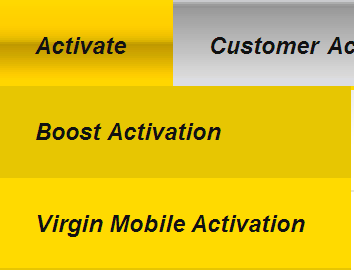 Activate
Customer Ac
Boost Activation
Virgin Mobile Activation